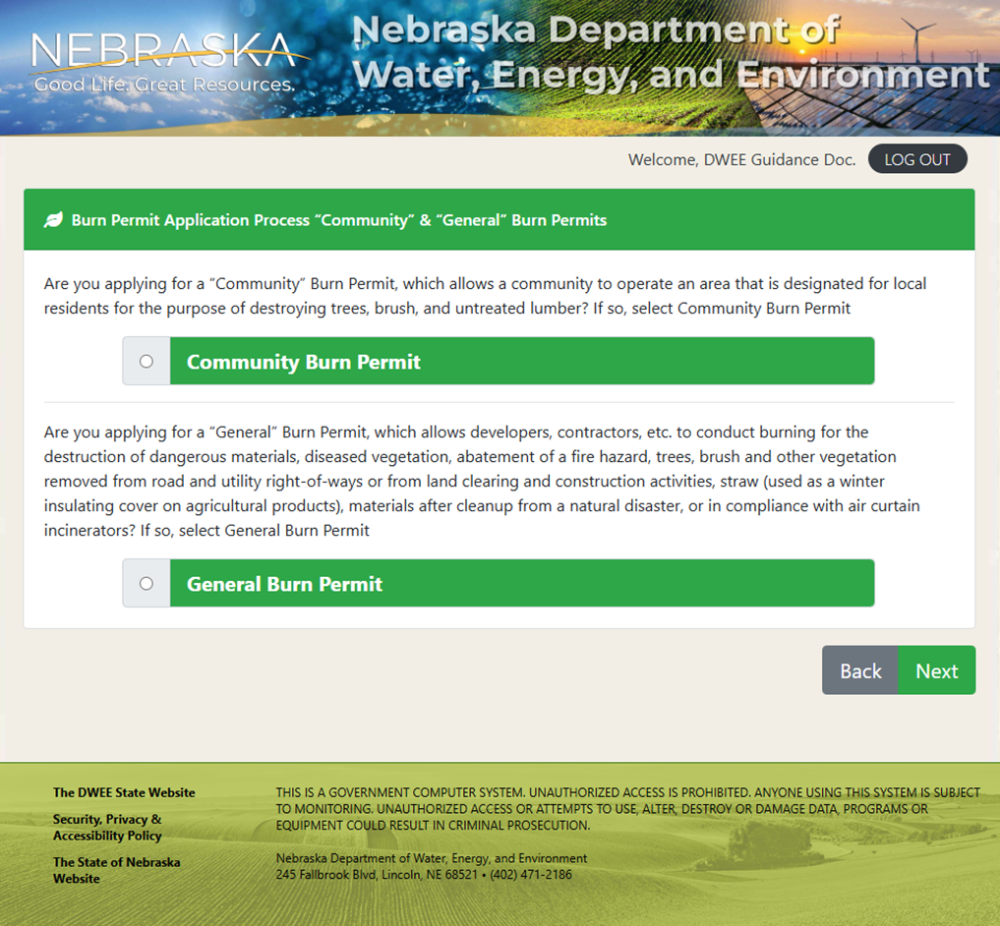 NEBRASKA
Good Life. Great Resources.
Nebraska Department of
Water, Energy, and Environment
Welcome, DWEE Guidance Doc.
LOG OUT
Burn Permit Application Process “Community” & “General” Burn Permits
Are you applying for a “Community” Burn Permit, which allows a community to operate an area that is designated for local
residents for the purpose of destroying trees, brush, and untreated lumber? If so, select Community Burn Permit
Community Burn Permit
Are you applying for a “General” Burn Permit, which allows developers, contractors, etc. to conduct burning for the
destruction of dangerous materials, diseased vegetation, abatement of a fire hazard, trees, brush and other vegetation
removed from road and utility right-of-ways or from land clearing and construction activities, straw (used as a winter
insulating cover on agricultural products), materials after cleanup from a natural disaster, or in compliance with air curtain
incinerators? If so, select General Burn Permit
General Burn Permit
Back
Next
The DWEE State Website
Security, Privacy &
Accessibility Policy
The State of Nebraska
Website
THIS IS A GOVERNMENT COMPUTER SYSTEM. UNAUTHORIZED ACCESS IS PROHIBITED. ANYONE USING THIS SYSTEM IS SUBJECT
TO MONITORING. UNAUTHORIZED ACCESS OR ATTEMPTS TO USE, ALTER, DESTROY OR DAMAGE DATA, PROGRAMS OR
EQUIPMENT COULD RESULT IN CRIMINAL PROSECUTION.
Nebraska Department of Water, Energy, and Environment
245 Fallbrook Blvd, Lincoln, NE 68521 • (402) 471-2186